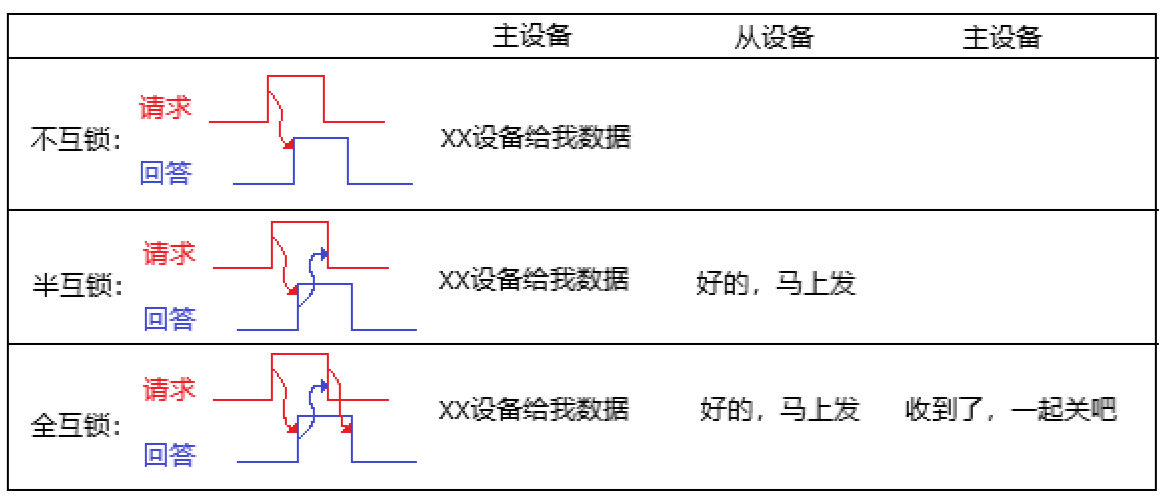 主设备 从设备 主设备
请求
不互锁： XX设备给我数据
回答
请求
半互锁： XX设备给我数据 好的，马上发
回答
请求
全互锁： XX设备给我数据 好的，马上发 收到了，一起关吧
回答